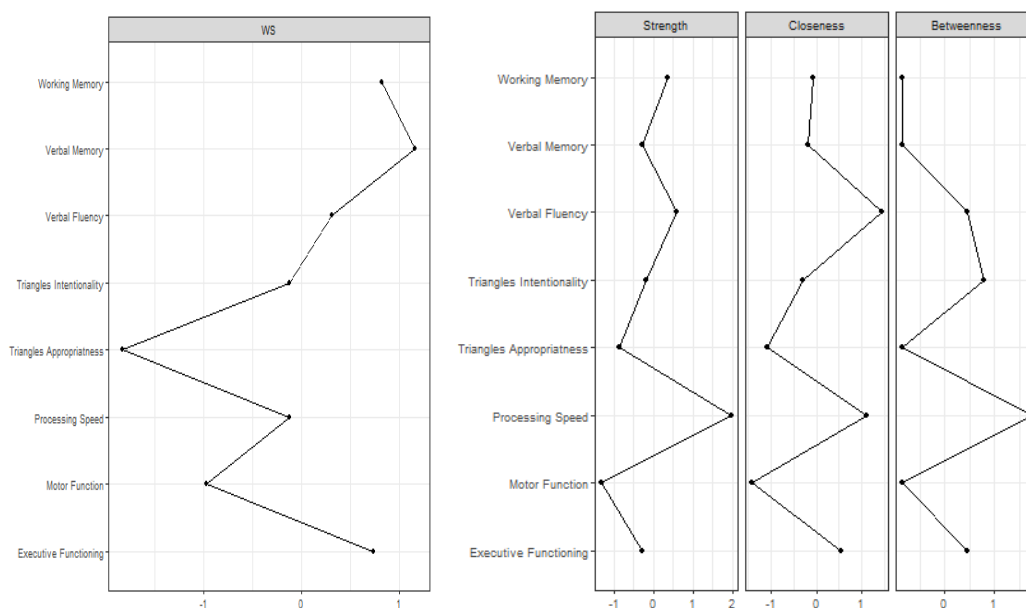 WS
Working Memory
Verbal Memory
Verbal Fluency
Triangles Intentionality
Triangles Appropriatness
Processing Speed
Motor Function
Executive Functioning
-1 0 1
Strength Closeness Betweenness
Working Memory
Verbal Memory
Verbal Fluency
Triangles Intentionality
Triangles Appropriatness
Processing Speed
Motor Function
Executive Functioning
-1 0 1 2 -1 0 1 0 1